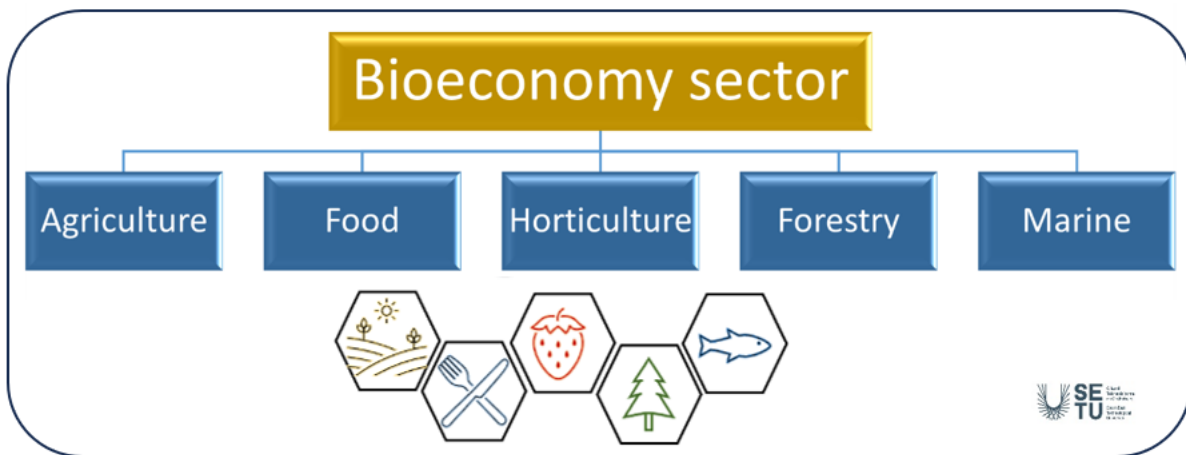 Bioeconomy sector
Agriculture
Food
Horticulture
Forestry
Marine
SE
TU